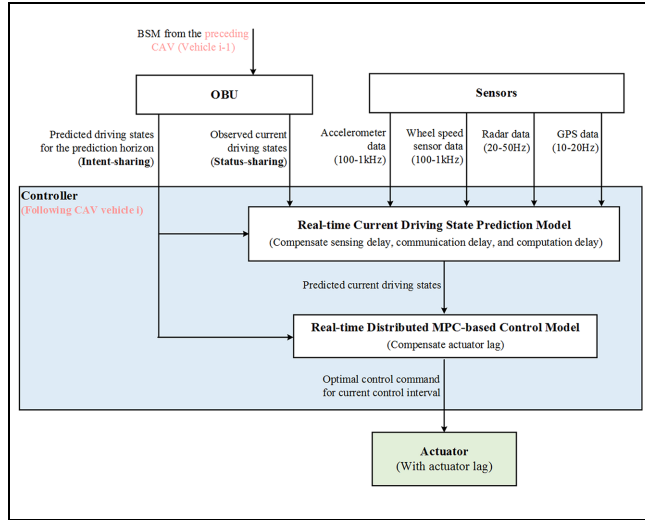 BSM from the preceding
CAV (Vehicle i-1)
OBU
Sensors
Predicted driving states
for the prediction horizon
(Intent-sharing)
Observed current
driving states
(Status-sharing)
Accelerometer
data
(100-1kHz)
Wheel speed
sensor data
(100-1kHz)
Radar data
(20-50Hz)
GPS data
(10-20Hz)
Controller
(Following CAV vehicle i)
Real-time Current Driving State Prediction Model
(Compensate sensing delay, communication delay, and computation delay)
Predicted current driving states
Real-time Distributed MPC-based Control Model
(Compensate actuator lag)
Optimal control command
for current control interval
Actuator
(With actuator lag)